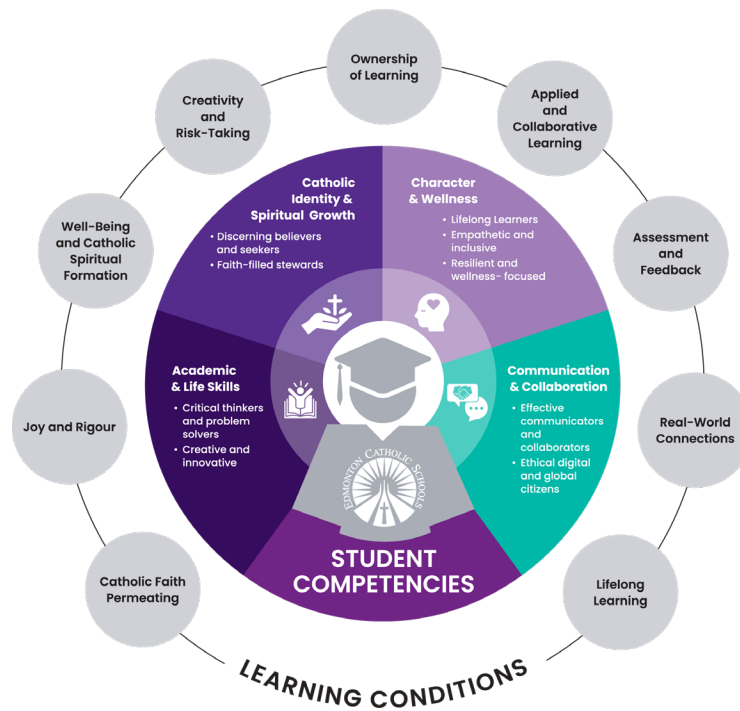 Ownership
of Learning
Creativity
and
Risk-Taking
Applied
and
Collaborative
Learning
Well-Being
and Catholic
Spiritual
Formation
Assessment
and
Feedback
Joy and Rigour
Real-World
Connections
Catholic Faith
Permeating
Lifelong
Learning
Catholic
Identity &
Spiritual Growth
• Discerning believers
and seekers
• Faith-filled stewards
Character
& Wellness
• Lifelong Learners
• Empathetic and
inclusive
• Resilient and
wellness- focused
Academic
& Life Skills
• Critical thinkers
and problem
solvers
• Creative and
innovative
Communication
& Collaboration
• Effective
communicators
and
collaborators
• Ethical digital
and global
citizens
EDMONTON CATHOLIC SCHOOLS
STUDENT
COMPETENCIES
LEARNING CONDITIONS